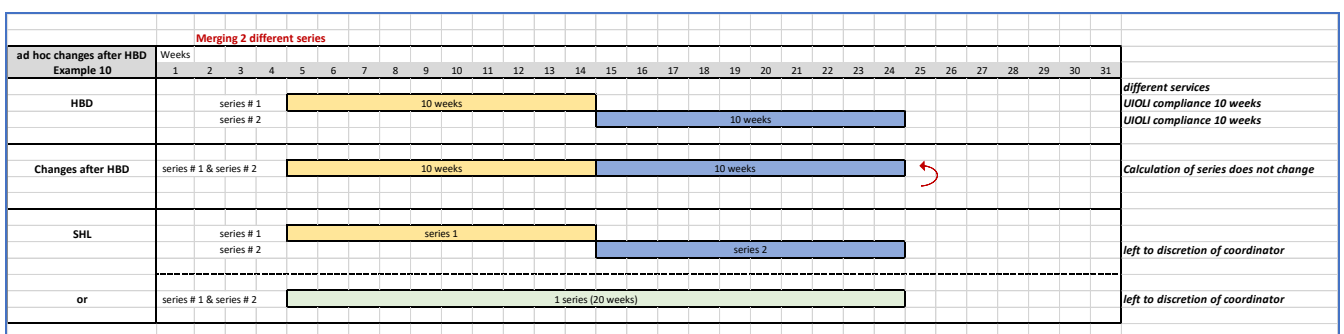 Merging 2 different series
ad hoc changes after HBD Weeks
Example 10 1 2 3 4 5 6 7 8 9 10 11 12 13 14 15 16 17 18 19 20 21 22 23 24 25 26 27 28 29 30 31
different services
HBD series # 1 10 weeks UIOLI compliance 10 weeks
series # 2 10 weeks UIOLI compliance 10 weeks
Changes after HBD series # 1 & series # 2 10 weeks 10 weeks Calculation of series does not change
SHL series # 1 series 1
series # 2 series 2 left to discretion of coordinator
or series # 1 & series # 2 1 series (20 weeks) left to discretion of coordinator